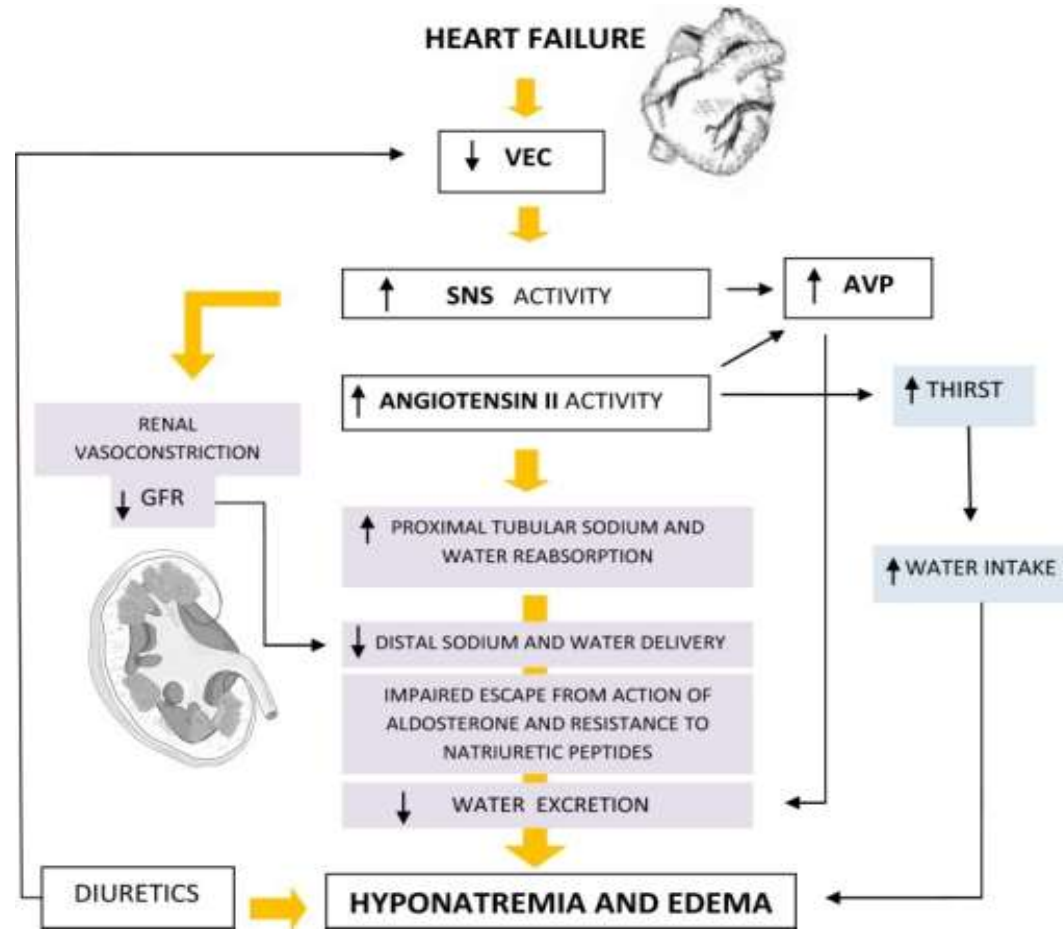 HEART FAILURE
↓ VEC
↑ SNS ACTIVITY
↑ AVP
↑ ANGIOTENSIN II ACTIVITY
↑ THIRST
RENAL
VASOCONSTRICTION
↓ GFR
↑ PROXIMAL TUBULAR SODIUM AND
WATER REABSORPTION
↑ WATER INTAKE
↓ DISTAL SODIUM AND WATER DELIVERY
IMPAIRED ESCAPE FROM ACTION OF
ALDOSTERONE AND RESISTANCE TO
NATRIURETIC PEPTIDES
↓ WATER EXCRETION
DIURETICS
HYPONATREMIA AND EDEMA